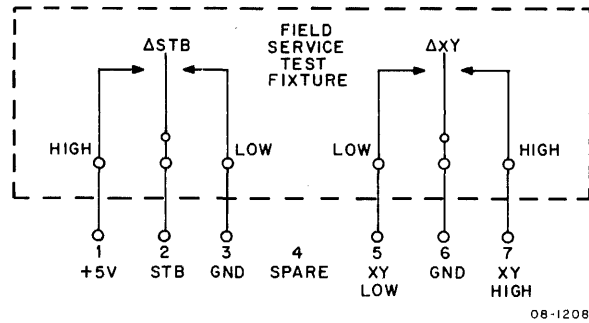 FIELD
SERVICE
TEST
FIXTURE
ΔSTB
ΔXY
HIGH
LOW
LOW
HIGH
1 2 3 4 5 6 7
+5V STB GND SPARE XY GND XY
LOW HIGH
08-1208